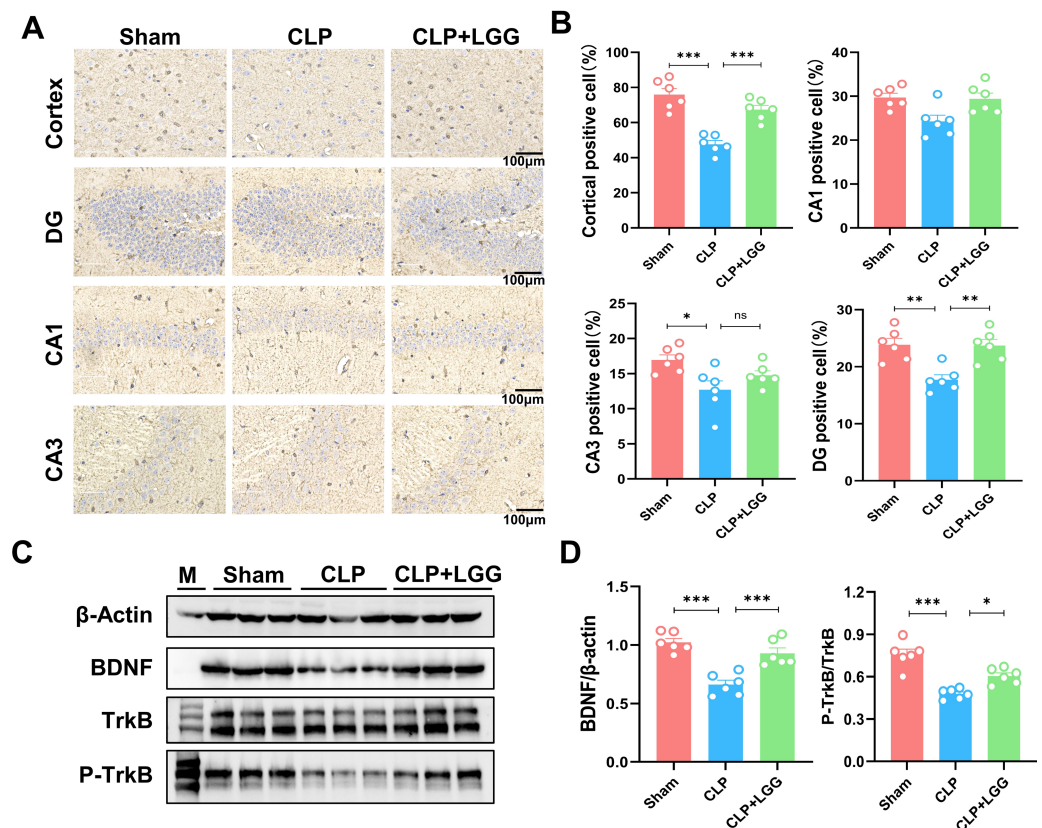 A
Sham CLP CLP+LGG
Cortex
100μm
DG
100μm
CA1
100μm
CA3
100μm
B
Cortical positive cell(%)
100
80
60
40
20
0
*** ***
Sham CLP CLP+LGG
CA1 positive cell(%)
40
30
20
10
0
Sham CLP CLP+LGG
CA3 positive cell(%)
25
20
15
10
5
0
* ns
Sham CLP CLP+LGG
DG positive cell(%)
30
20
10
0
** **
Sham CLP CLP+LGG
C
M Sham CLP CLP+LGG
β-Actin
BDNF
TrkB
P-TrkB
D
BDNF/β-actin
1.5
1.0
0.5
0.0
*** ***
Sham CLP CLP+LGG
P-TrkB/TrkB
1.2
0.9
0.6
0.3
0.0
*** *
Sham CLP CLP+LGG